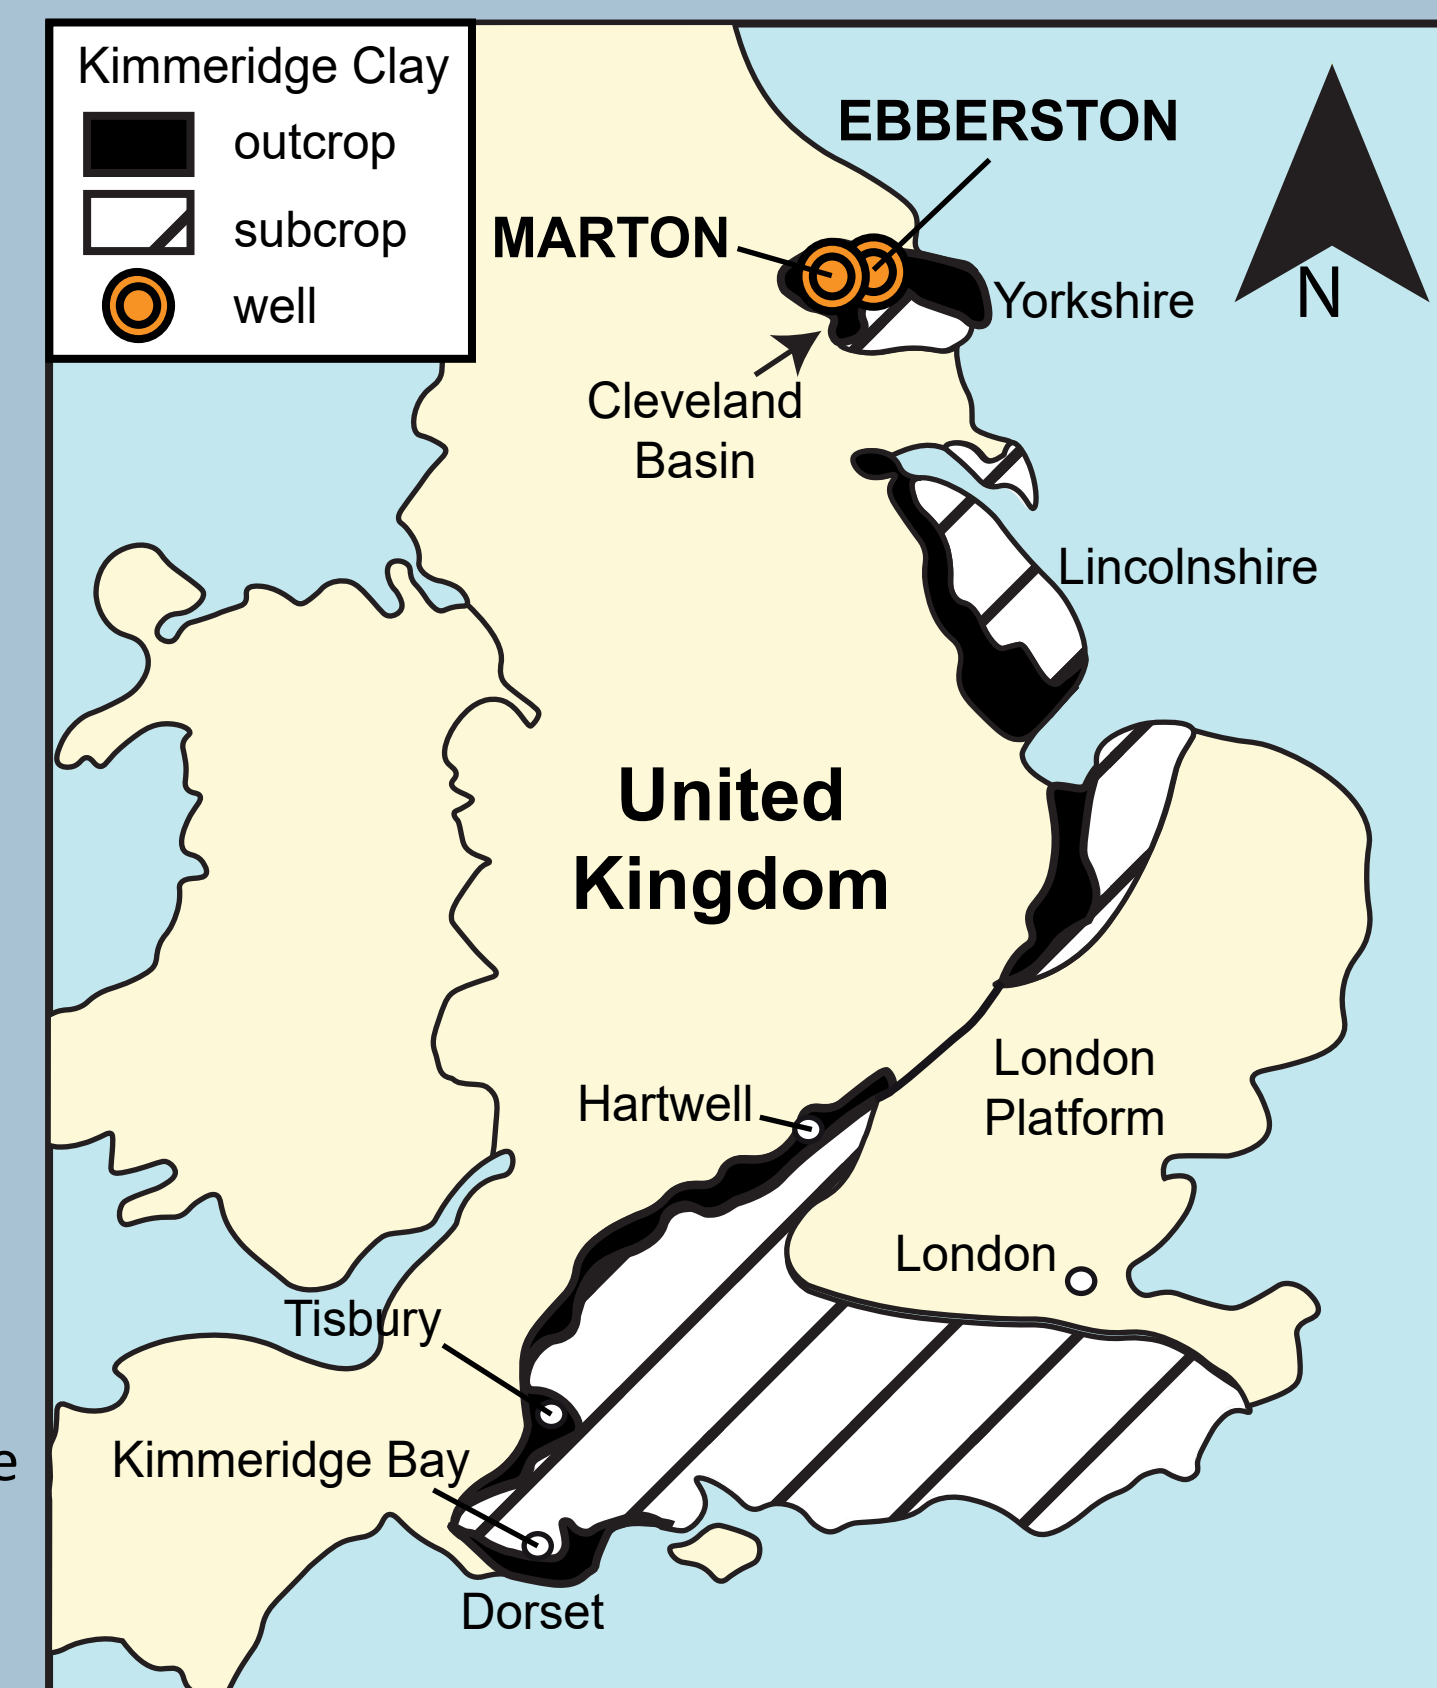 Kimmeridge Clay
outcrop
subcrop
well
EBBERSTON
MARTON
N
Yorkshire
Cleveland
Basin
Lincolnshire
United
Kingdom
London
Platform
Hartwell
London
Tisbury
Kimmeridge Bay
e
Dorset